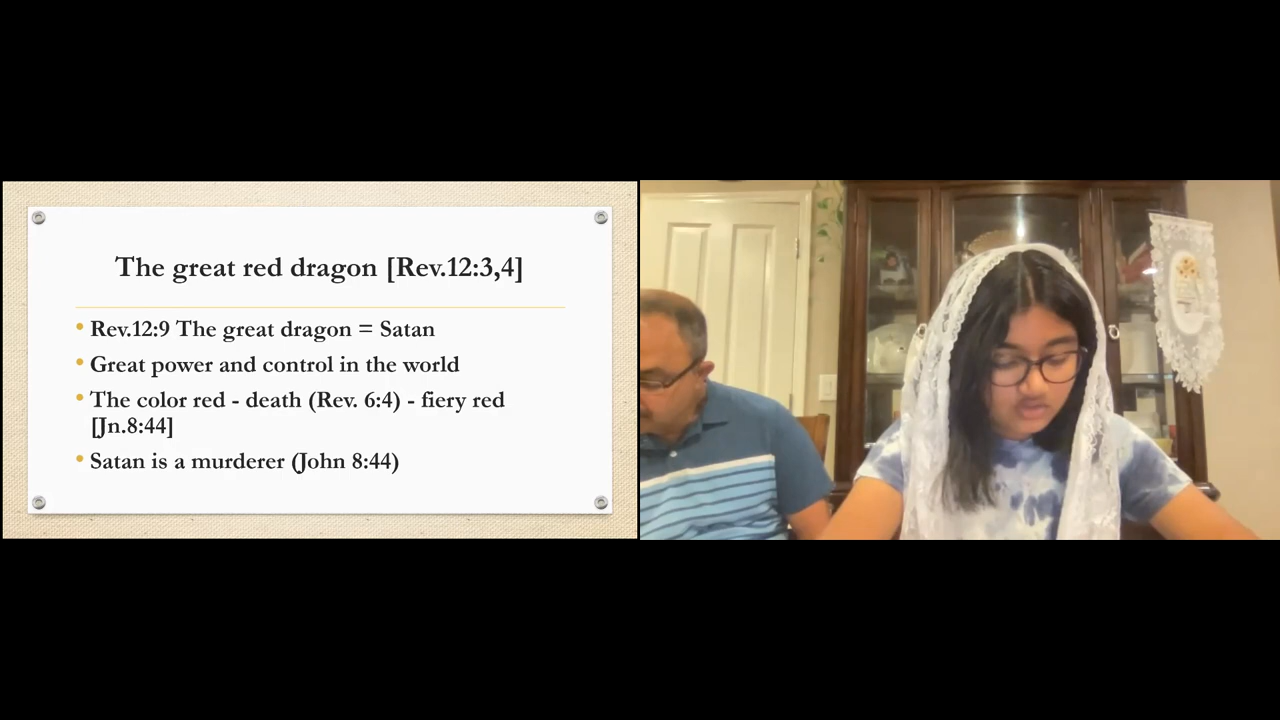 The great red dragon [Rev.12:3,4]
• Rev.12:9 The great dragon = Satan
• Great power and control in the world
• The color red - death (Rev. 6:4) - fiery red
[Jn.8:44]
• Satan is a murderer (John 8:44)